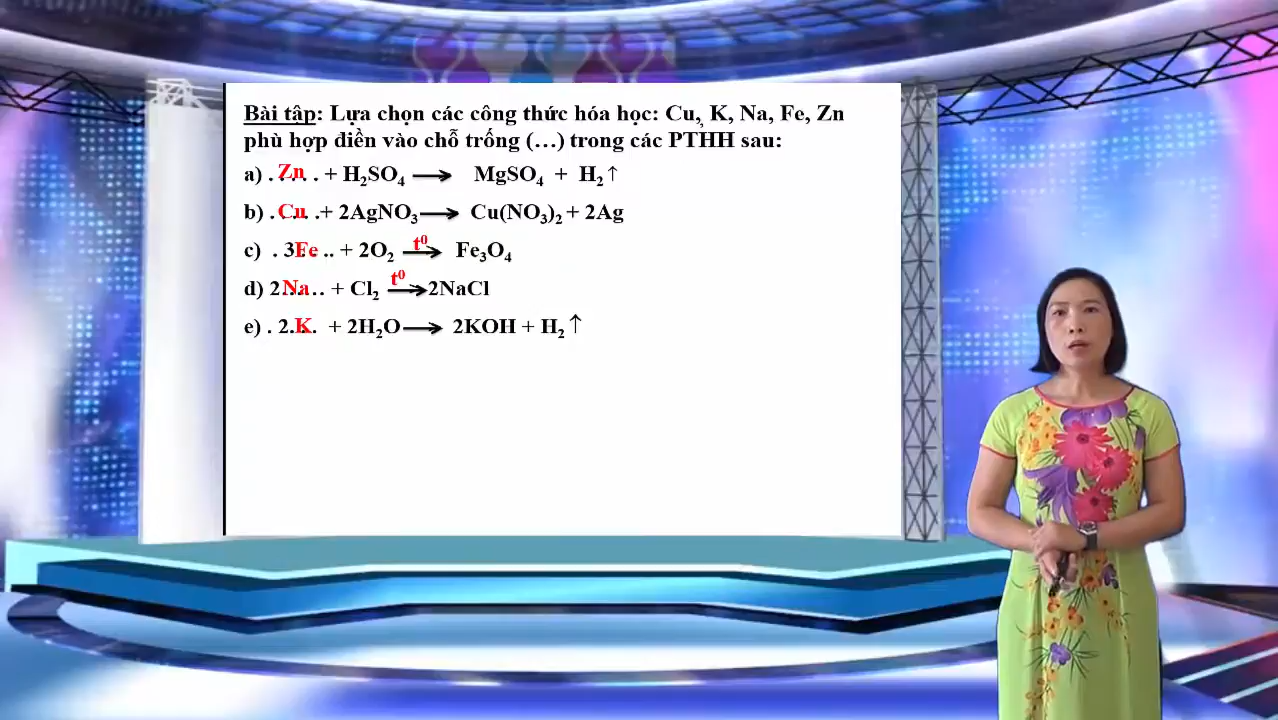 Bài tập: Lựa chọn các công thức hóa học: Cu, K, Na, Fe, Zn
phù hợp điền vào chỗ trống (…) trong các PTHH sau:
a) . Zn . . + H₂SO₄ ⟶ MgSO₄ + H₂↑
b) . Cu . .+ 2AgNO₃ ⟶ Cu(NO₃)₂ + 2Ag
c) . 3Fe .. + 2O₂ t⁰⟶ Fe₃O₄
d) 2Na. . + Cl₂ t⁰⟶ 2NaCl
e) . 2.K. + 2H₂O ⟶ 2KOH + H₂ ↑